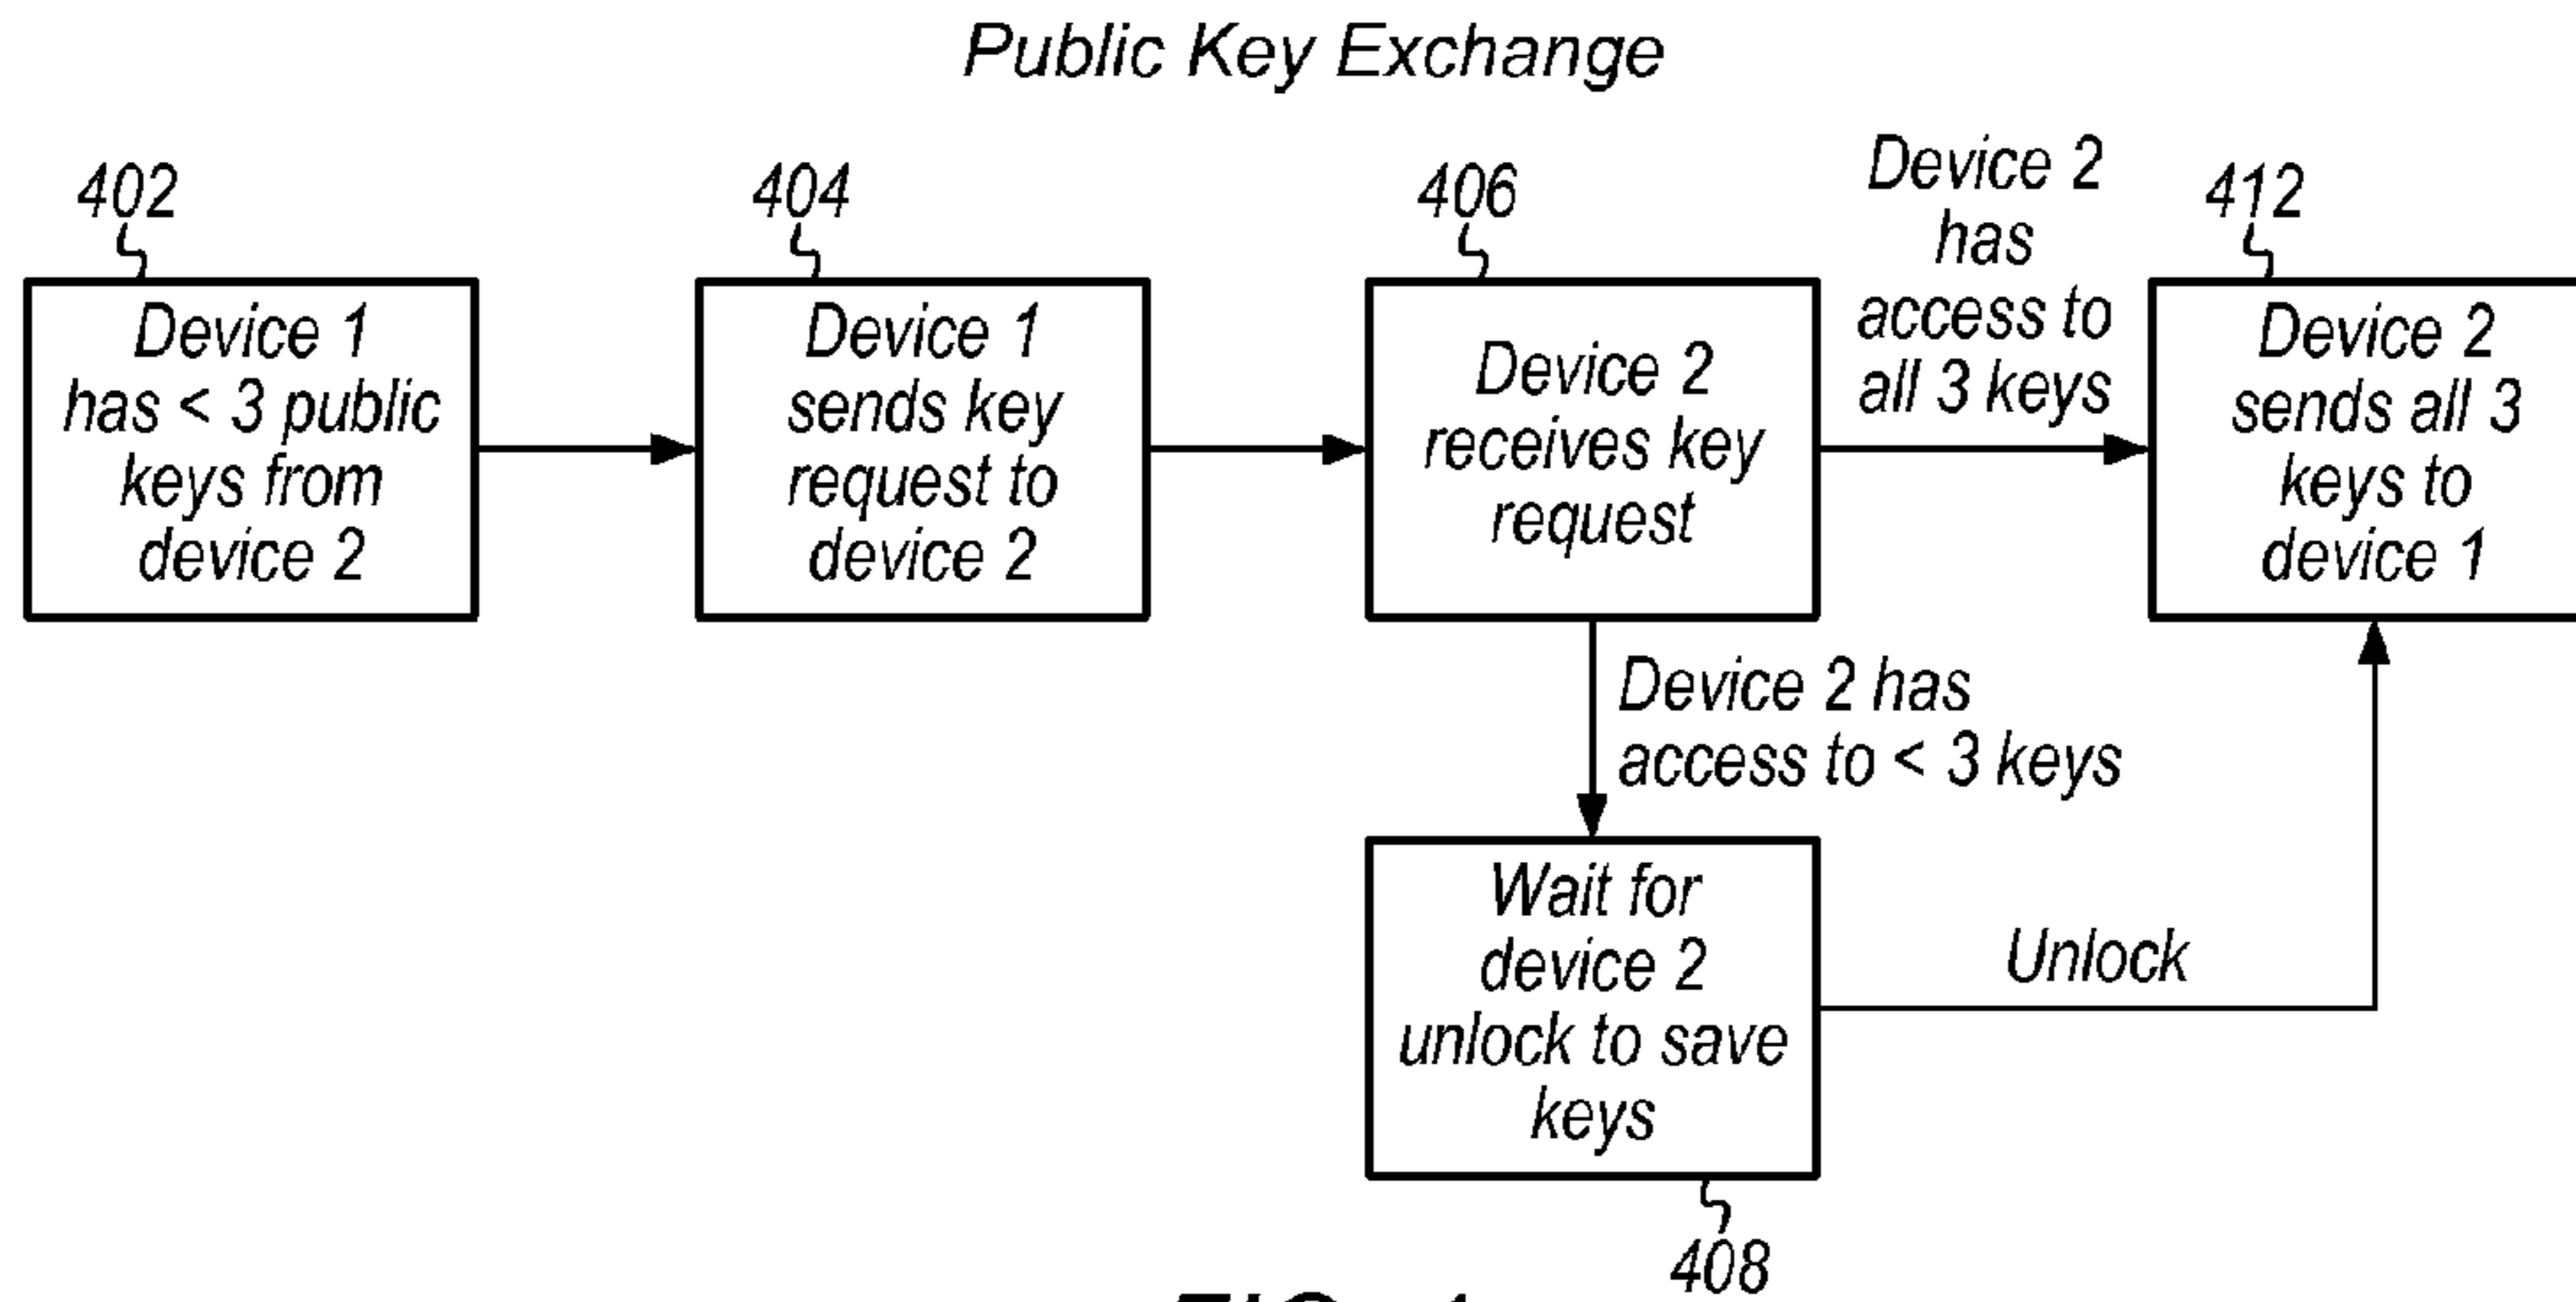 Public Key Exchange
402
Device 1
has < 3 public
keys from
device 2
404
Device 1
sends key
request to
device 2
406
Device 2
receives key
request
Device 2
has
access to
all 3 keys
412
Device 2
sends all 3
keys to
device 1
Device 2 has
access to < 3 keys
Wait for
device 2
unlock to save
keys
408
Unlock